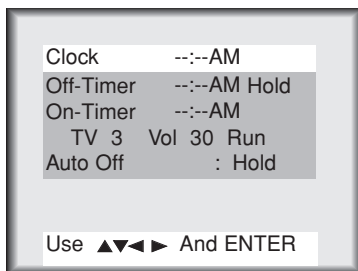 Clock --:--AM
Off-Timer --:--AM Hold
On-Timer --:--AM
TV 3 Vol 30 Run
Auto Off : Hold
Use ▲▼◄ ► And ENTER